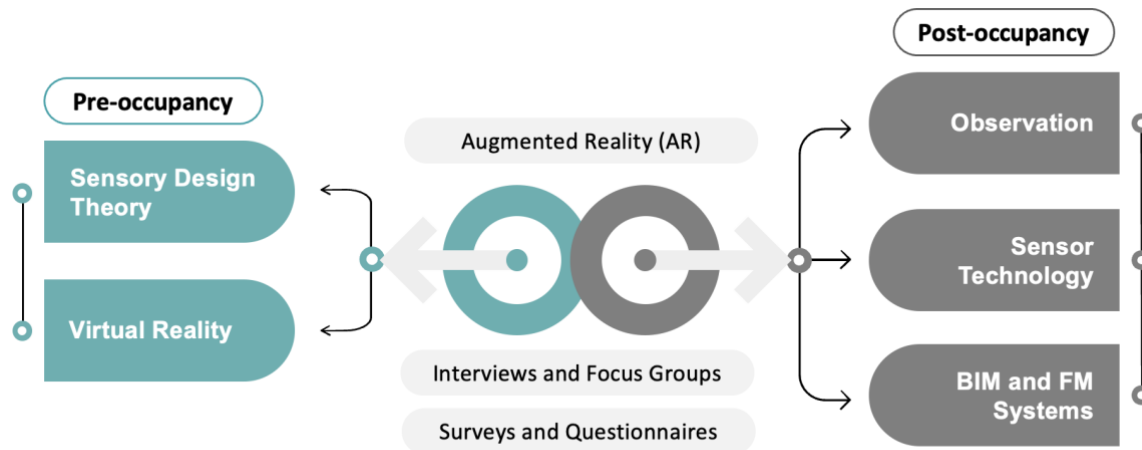 Pre-occupancy
Sensory Design
Theory
Virtual Reality
Augmented Reality (AR)
Interviews and Focus Groups
Surveys and Questionnaires
Post-occupancy
Observation
Sensor
Technology
BIM and FM
Systems